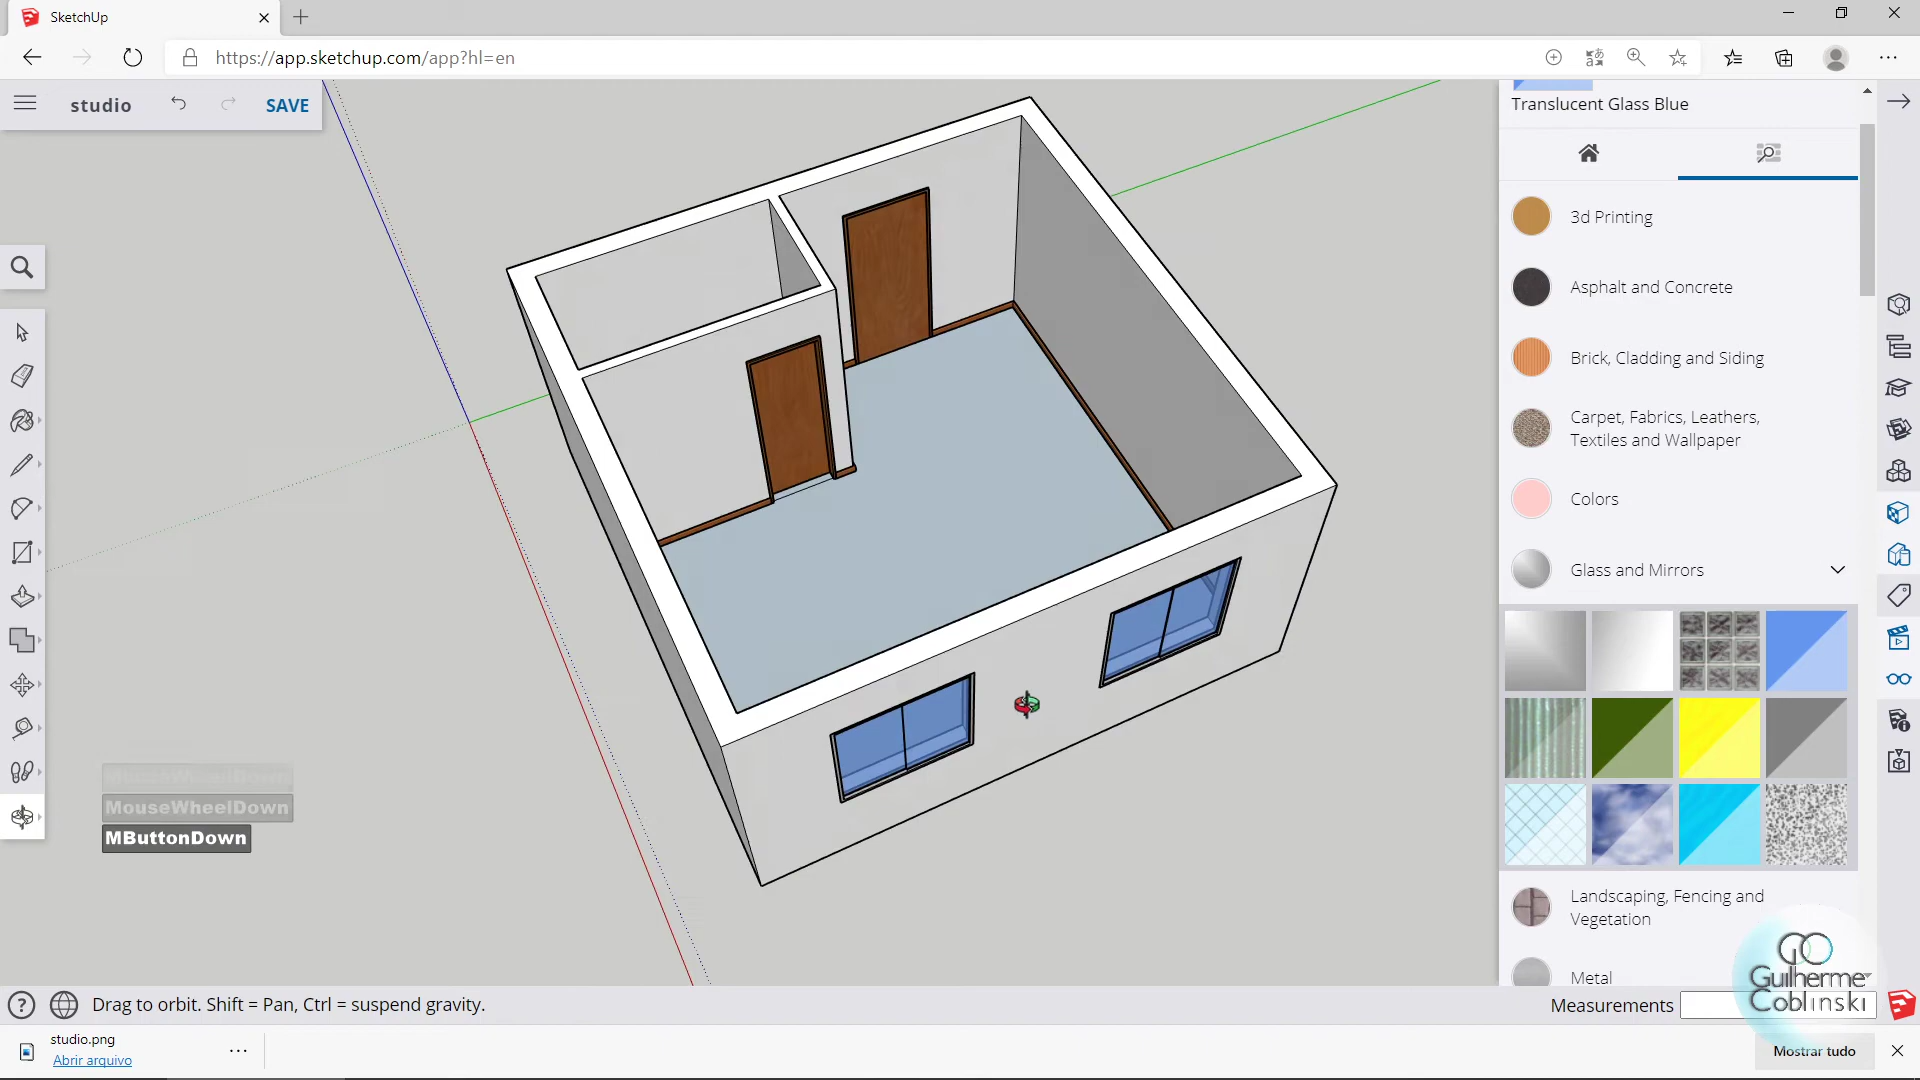 SketchUp
https://app.sketchup.com/app?hl=en
studio
SAVE
Translucent Glass Blue
3d Printing
Asphalt and Concrete
Brick, Cladding and Siding
Carpet, Fabrics, Leathers,
Textiles and Wallpaper
Colors
Glass and Mirrors
Landscaping, Fencing and
Vegetation
Metal
MouseWheelDown
MouseWheelDown
MButtonDown
Drag to orbit. Shift = Pan, Ctrl = suspend gravity.
Measurements
Guilherme
Coblinski
studio.png
Abrir arquivo
Mostrar tudo